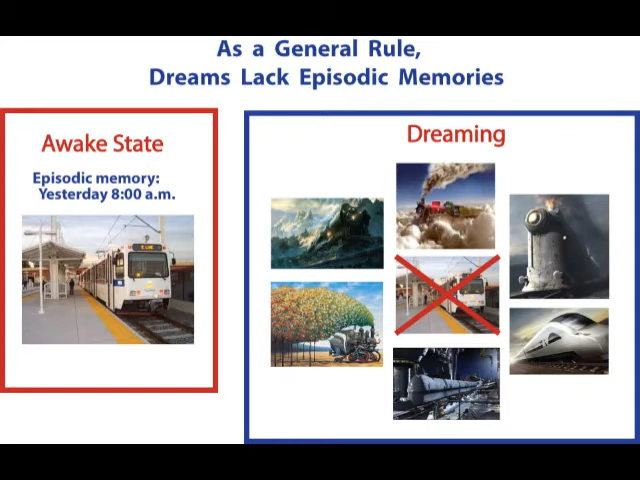 As a General Rule,
Dreams Lack Episodic Memories
Awake State
Episodic memory:
Yesterday 8:00 a.m.
Dreaming